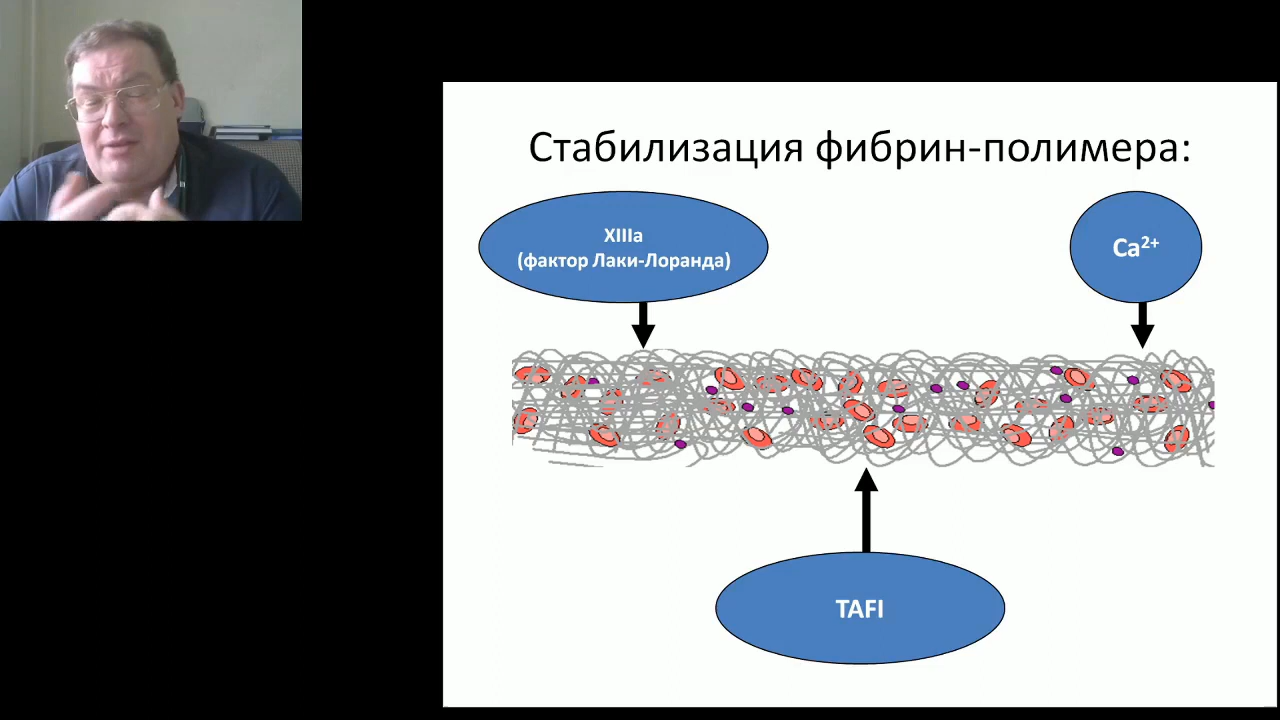 Стабилизация фибрин-полимера:
XIIIa
(фактор Лаки-Лоранда)
Ca²⁺
TAFI